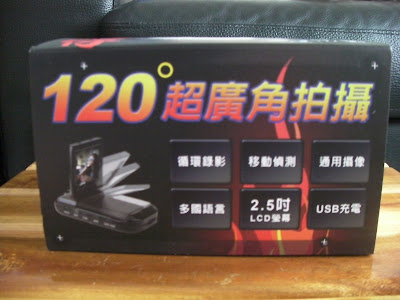 120°超廣角拍攝
循環錄影 移動偵測 通用攝像
多國語言 2.5吋 LCD螢幕 USB充電